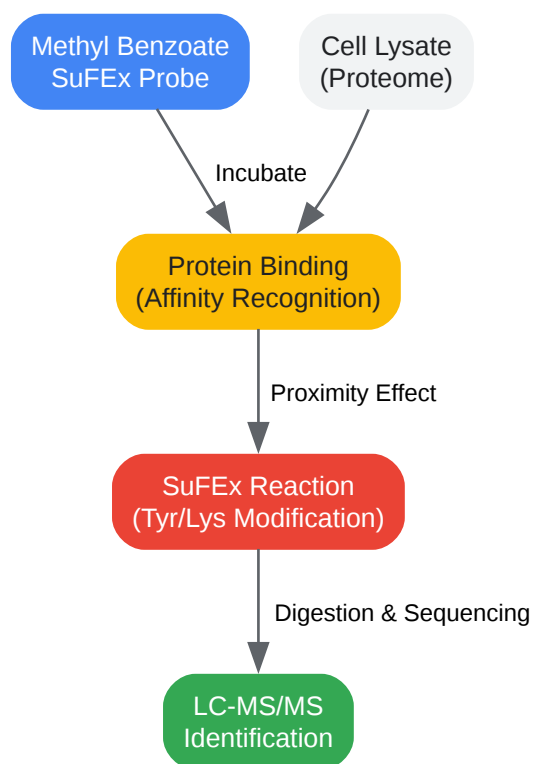 Methyl Benzoate
SuFEx Probe
Cell Lysate
(Proteome)
Incubate
Protein Binding
(Affinity Recognition)
Proximity Effect
SuFEx Reaction
(Tyr/Lys Modification)
Digestion & Sequencing
LC-MS/MS
Identification